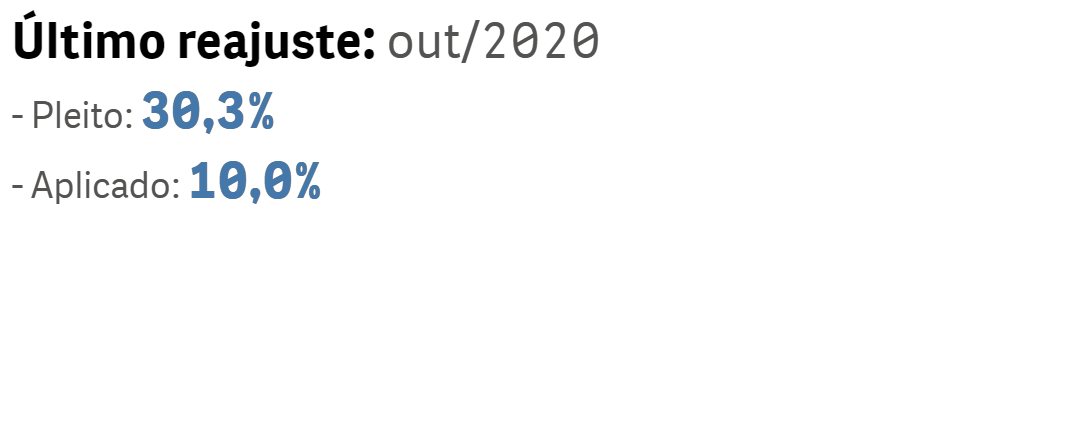 Último reajuste: out/2020
- Pleito: 30,3%
- Aplicado: 10,0%